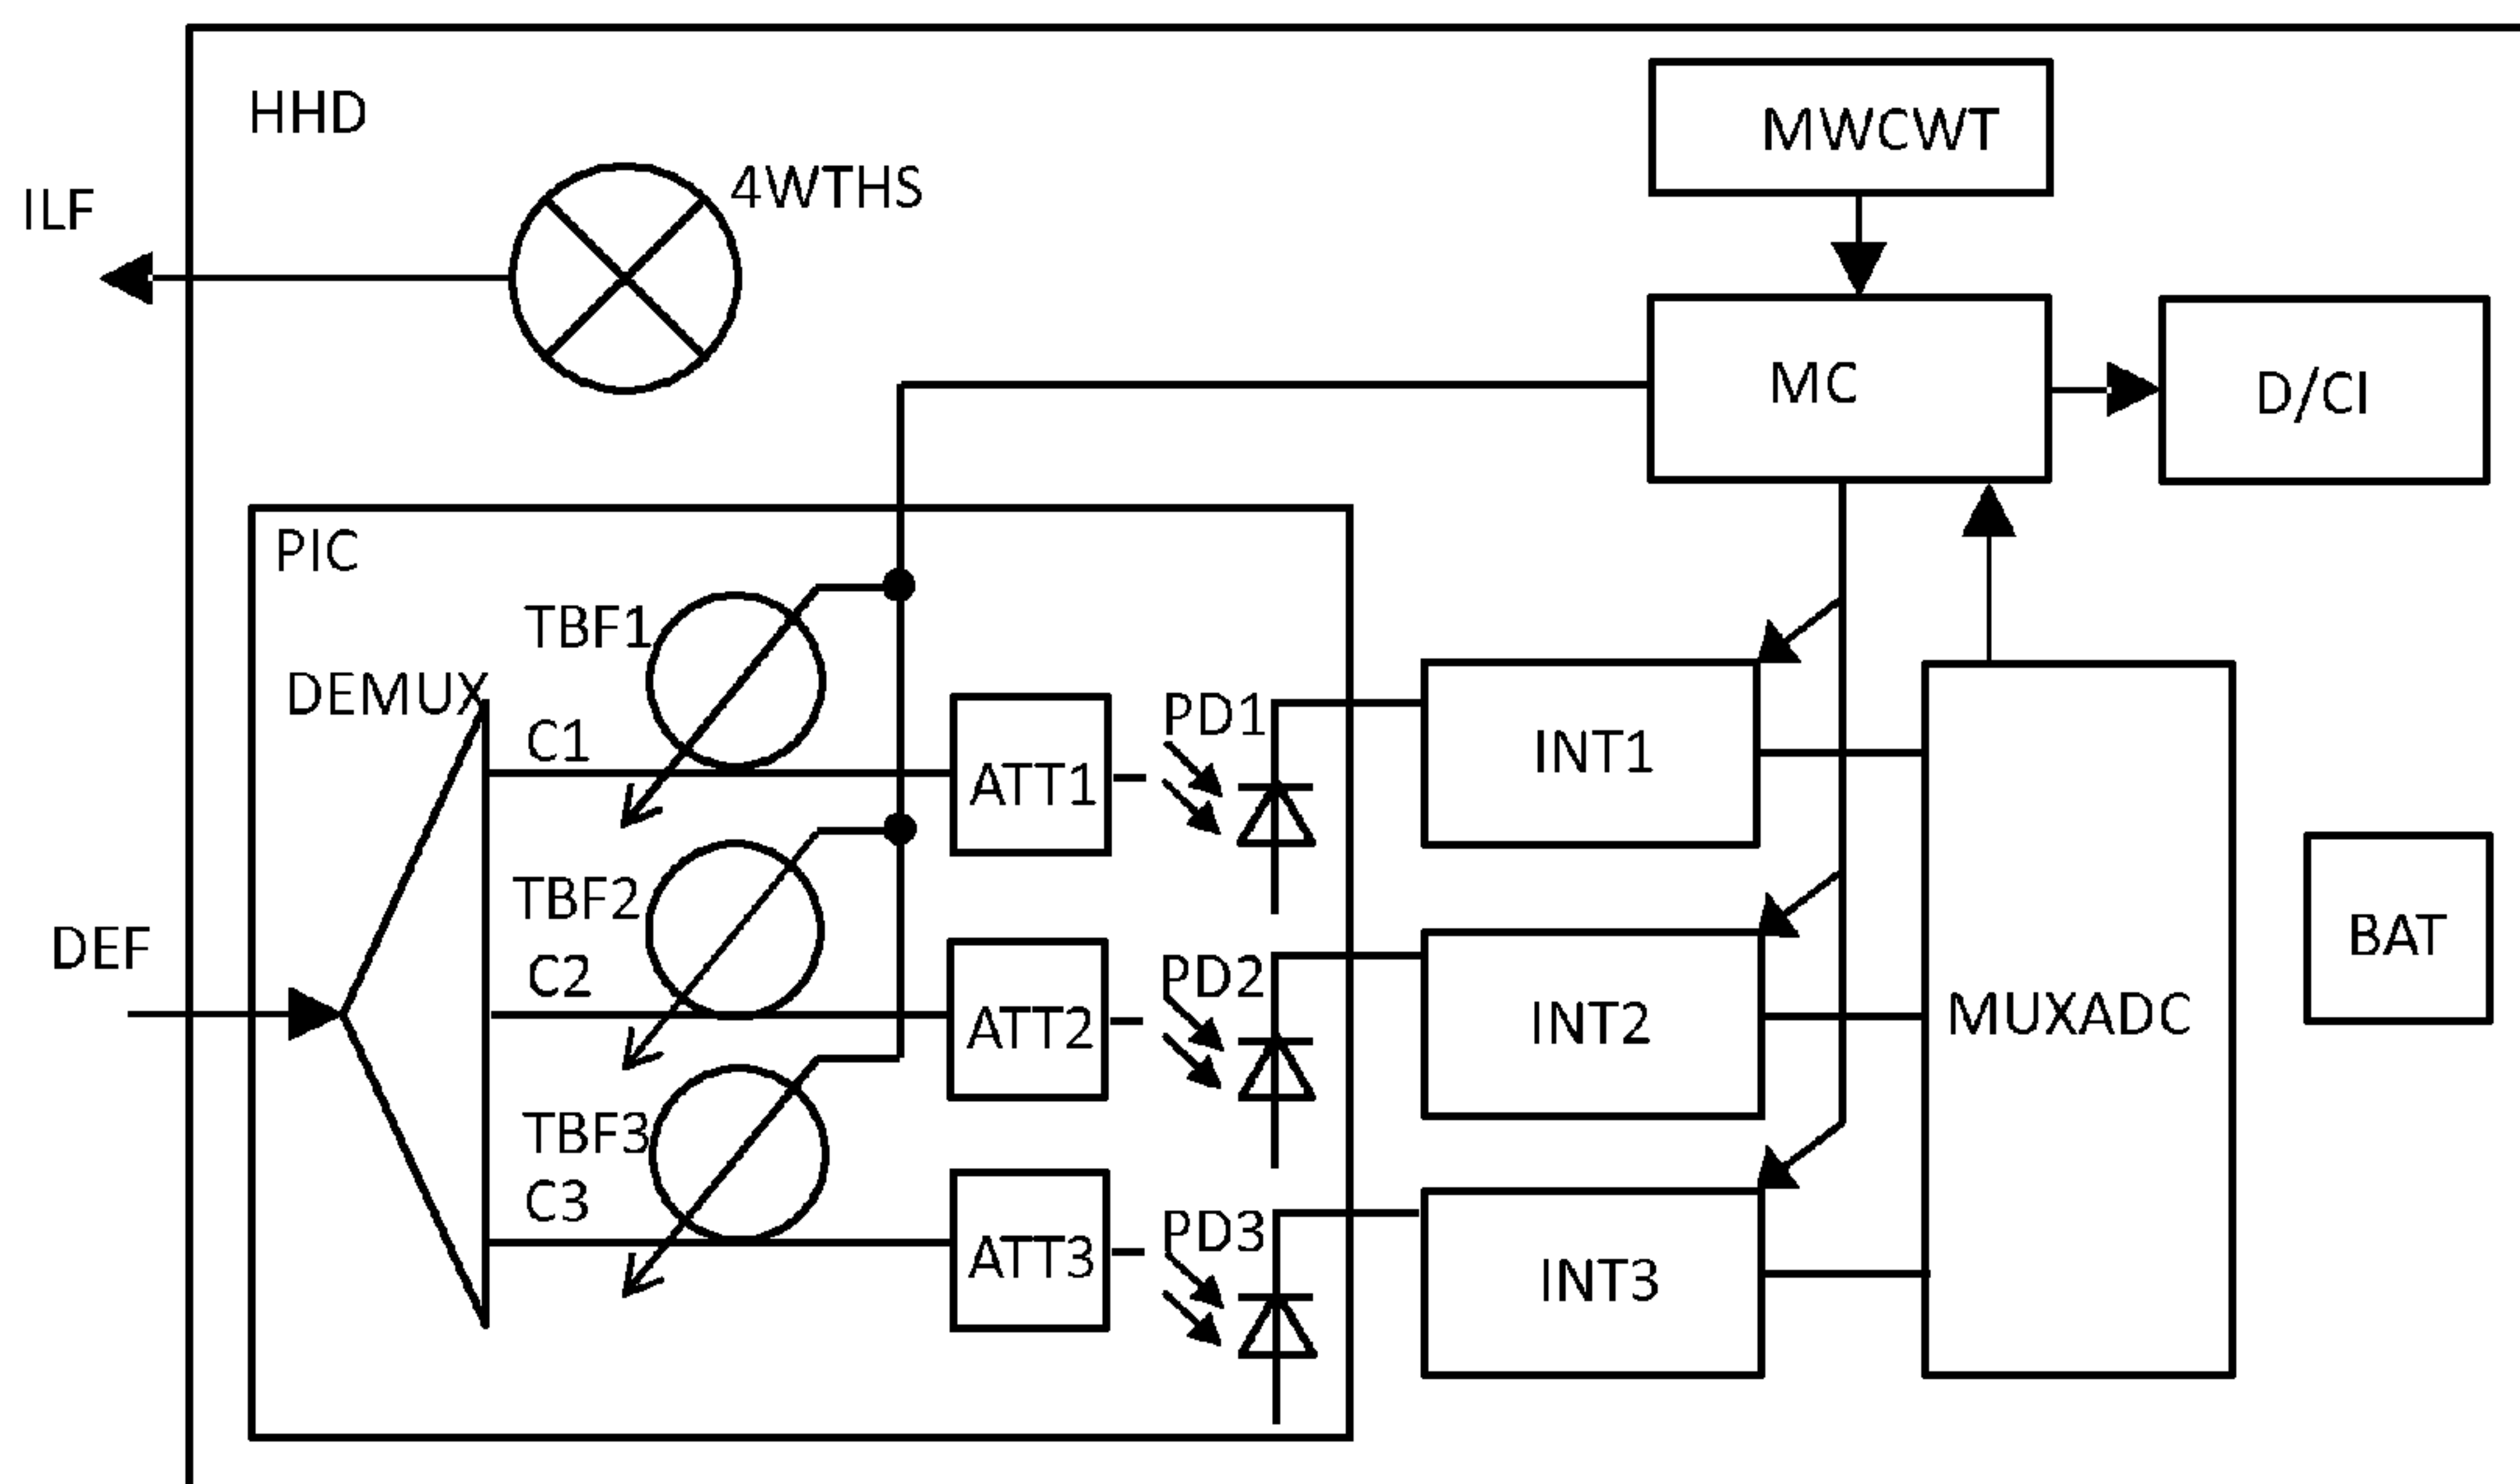 HHD
MWCWT
4WTHS
ILF
MC
D/CI
PIC
TBF1
DEMUX
PD1
C1
INT1
ATT1
TBF2
BAT
DEF
C2
PD2
MUXADC
INT2
ATT2
TBF3
C3
PD3
ATT3
INT3